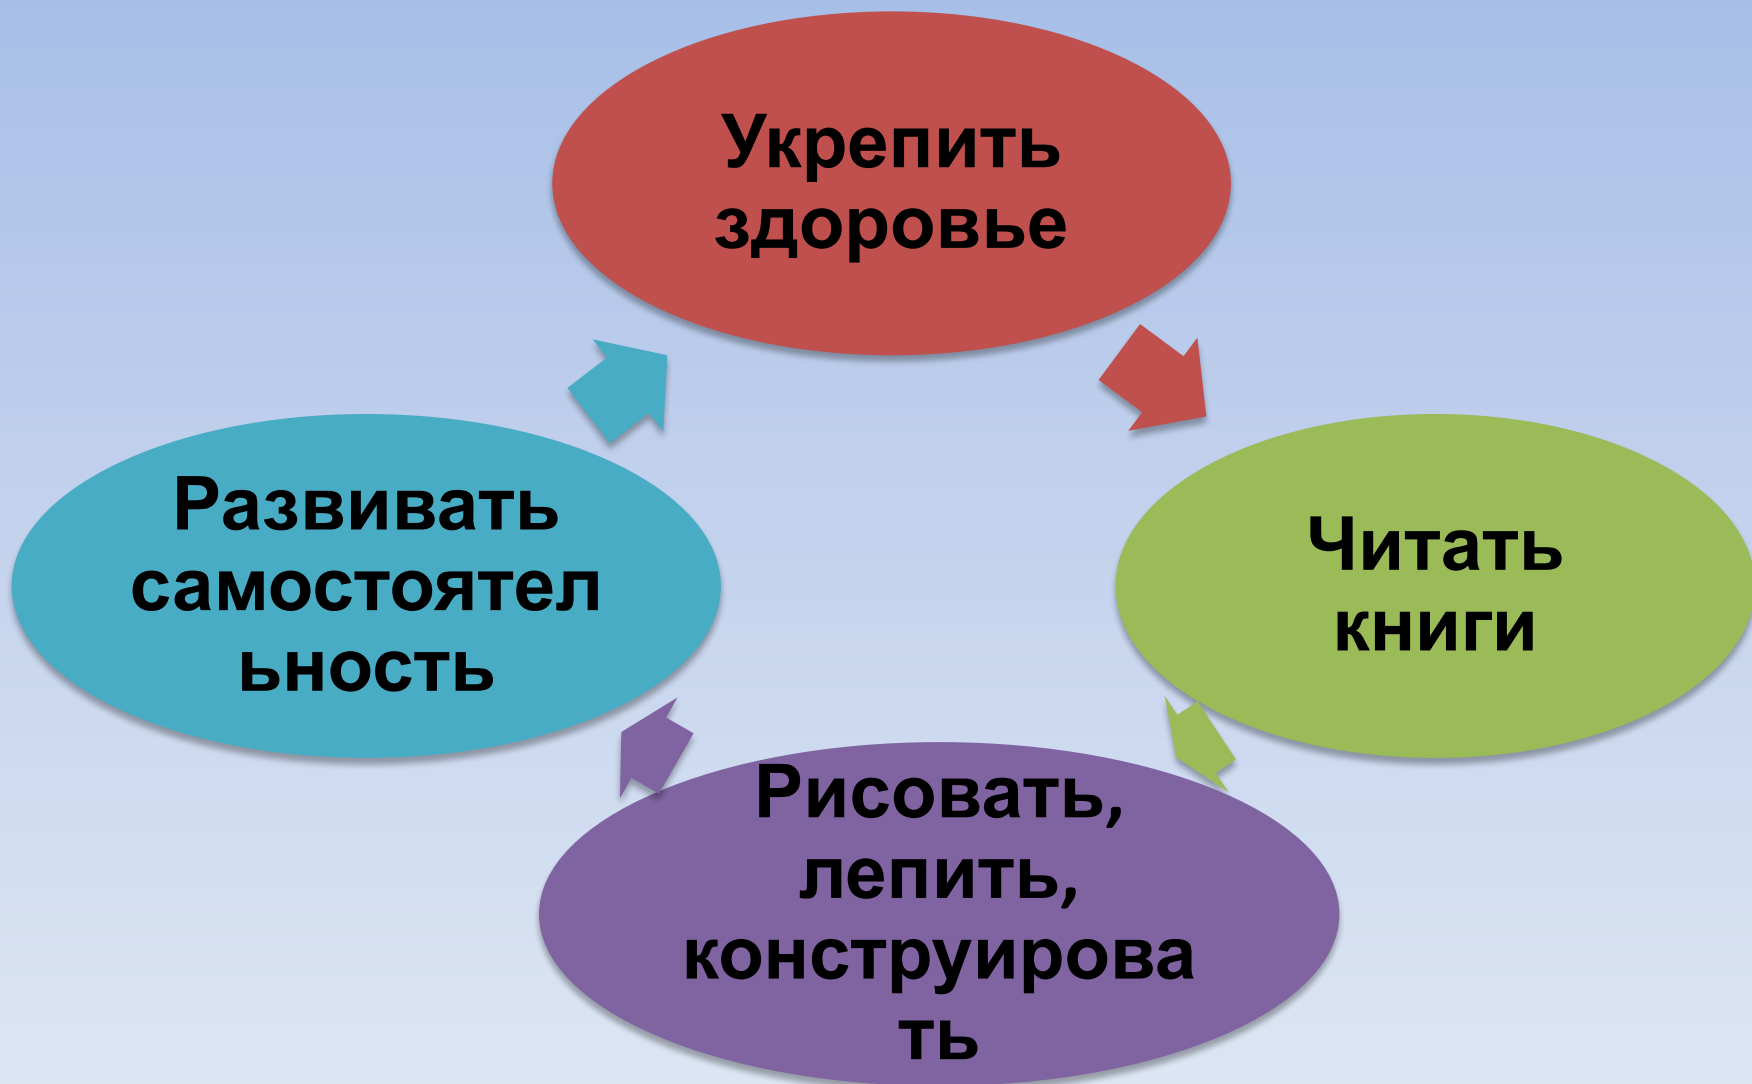 Укрепить
здоровье
Читать
книги
Рисовать,
лепить,
конструирова
ть
Развивать
самостоятел
ьность